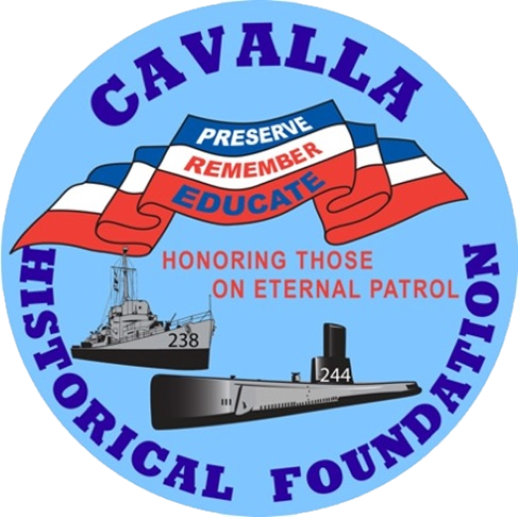 CAVALLA
PRESERVE
REMEMBER
EDUCATE
HONORING THOSE
ON ETERNAL PATROL
238
244
HISTORICAL FOUNDATION